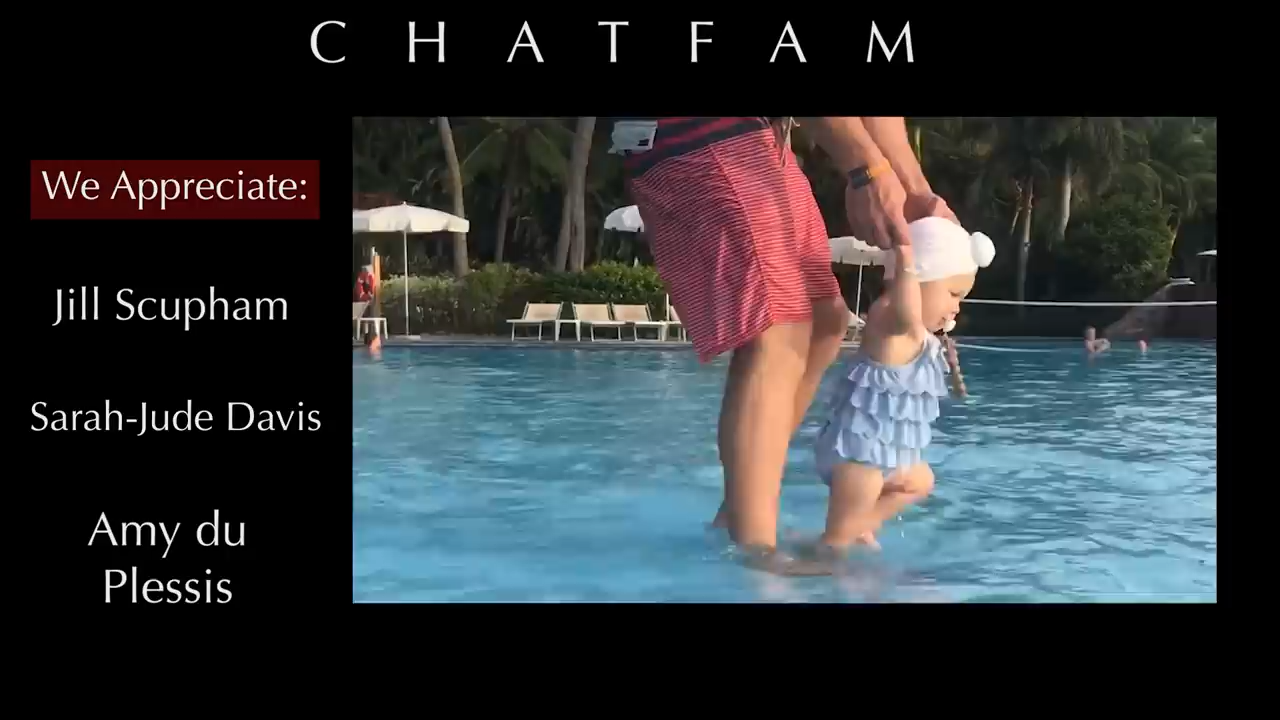 C H A T F A M
We Appreciate:
Jill Scupham
Sarah-Jude Davis
Amy du
Plessis